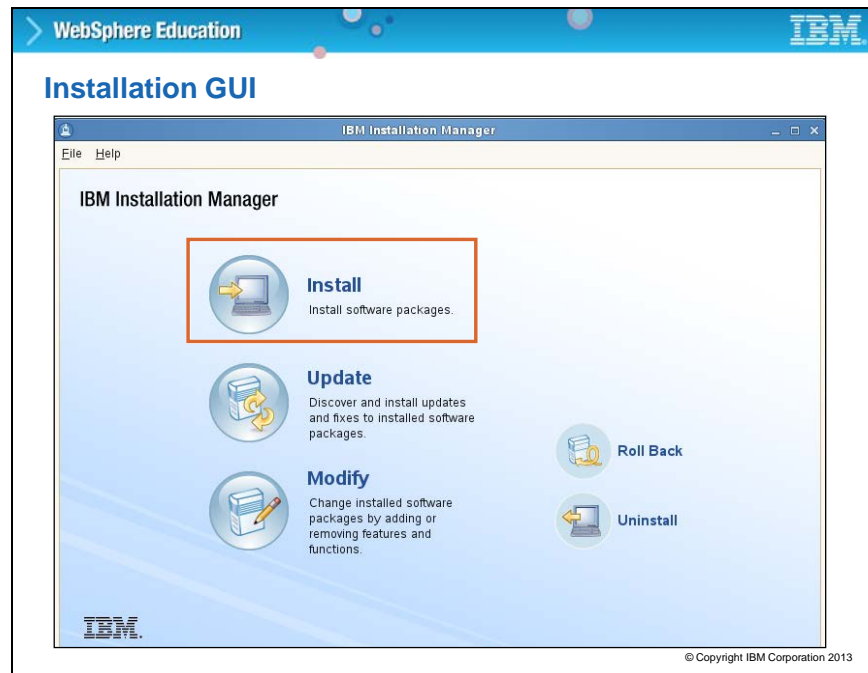 WebSphere Education
IBM
Installation GUI
IBM Installation Manager
File Help
IBM Installation Manager
Install
Install software packages.
Update
Discover and install updates
and fixes to installed software
packages.
Modify
Change installed software
packages by adding or
removing features and
functions.
Roll Back
Uninstall
IBM.
© Copyright IBM Corporation 2013